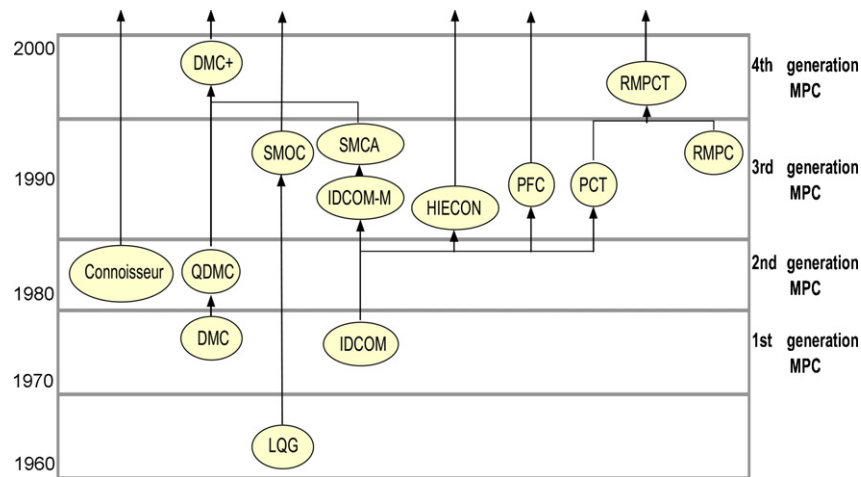 2000
DMC+
RMPCT
4th generation
MPC
SMOC
SMCA
RMPC
1990
IDCOM-M
HIECON
PFC
PCT
3rd generation
MPC
Connoisseur
QDMC
2nd generation
MPC
1980
DMC
IDCOM
1st generation
MPC
1970
LQG
1960